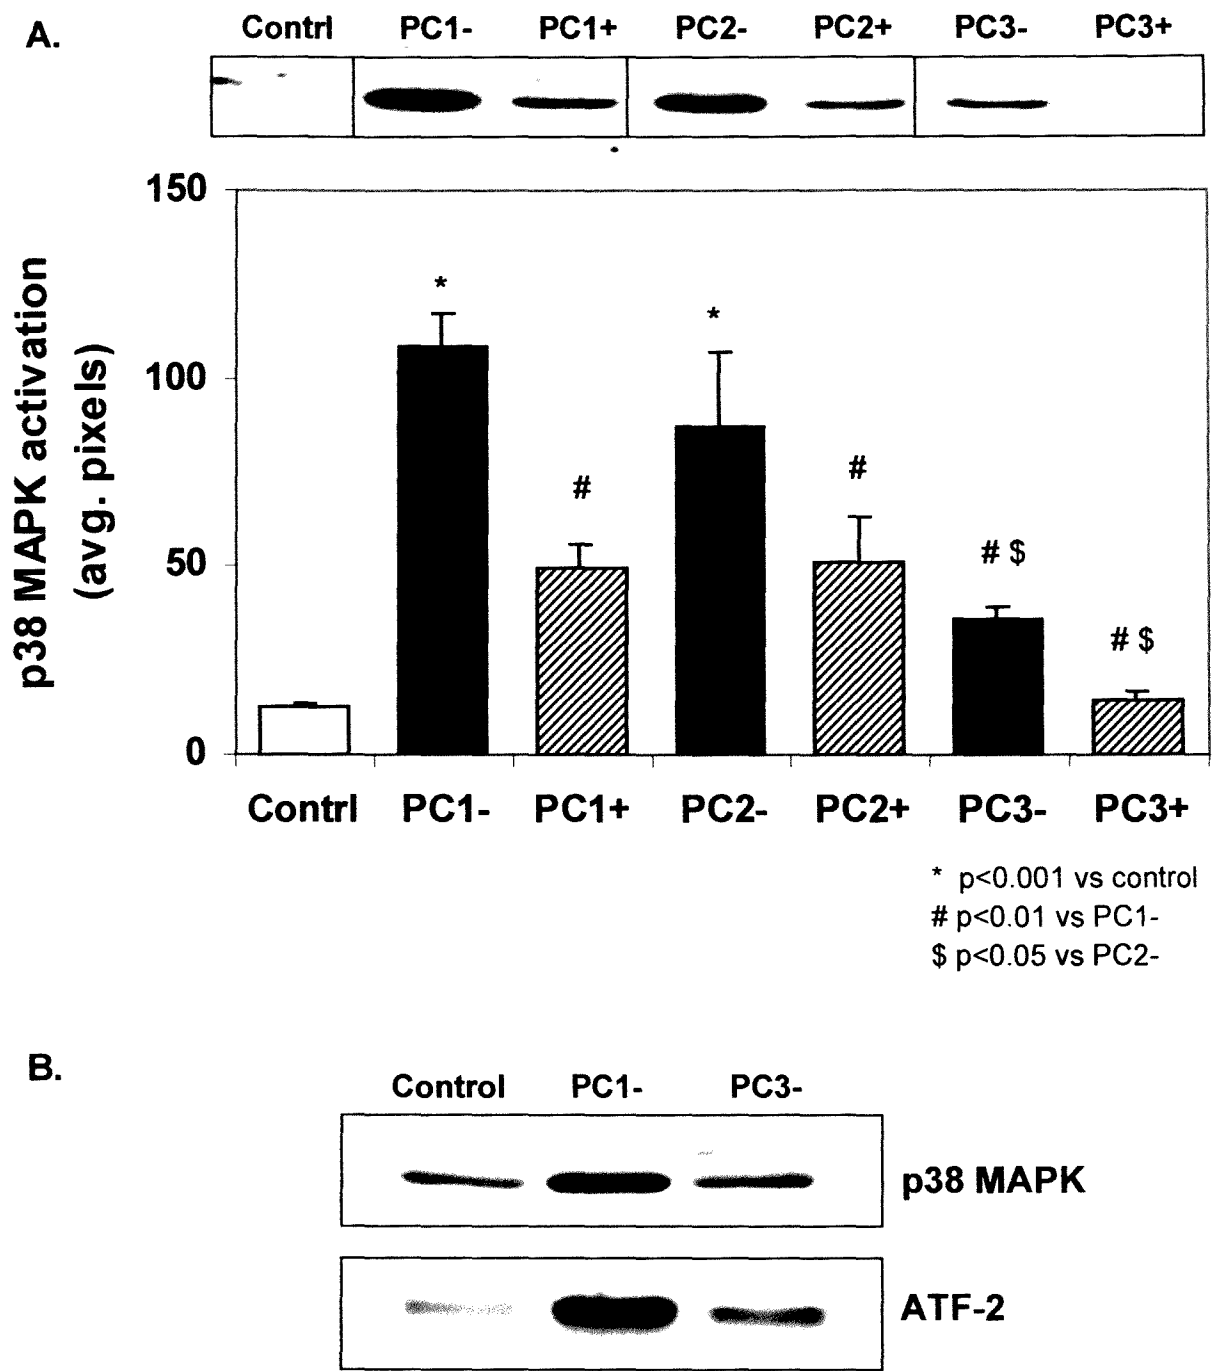 A.
Contrl PC1- PC1+ PC2- PC2+ PC3- PC3+
150
100
50
0
p38 MAPK activation
(avg. pixels)
*
#
*
#
# $
# $
Contrl PC1- PC1+ PC2- PC2+ PC3- PC3+
* p<0.001 vs control
# p<0.01 vs PC1-
$ p<0.05 vs PC2-
B.
Control PC1- PC3-
p38 MAPK
ATF-2